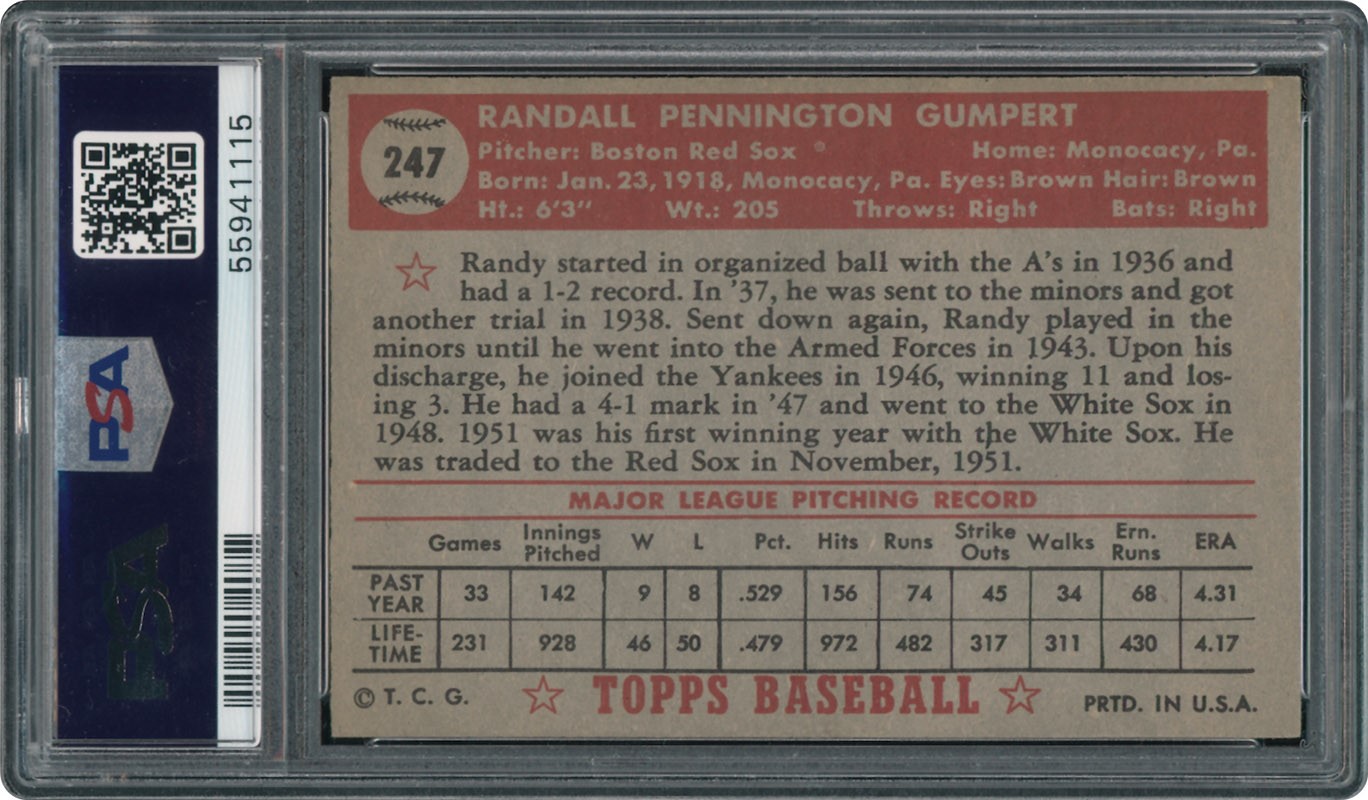 55941115
PSA
PSA
247
RANDALL PENNINGTON GUMPERT
Pitcher: Boston Red Sox Home: Monocacy, Pa.
Born: Jan. 23, 1918, Monocacy, Pa. Eyes: Brown Hair: Brown
Ht.: 6'3" Wt.: 205 Throws: Right Bats: Right
Randy started in organized ball with the A's in 1936 and
had a 1-2 record. In '37, he was sent to the minors and got
another trial in 1938. Sent down again, Randy played in the
minors until he went into the Armed Forces in 1943. Upon his
discharge, he joined the Yankees in 1946, winning 11 and los-
ing 3. He had a 4-1 mark in '47 and went to the White Sox in
1948. 1951 was his first winning year with the White Sox. He
was traded to the Red Sox in November, 1951.
MAJOR LEAGUE PITCHING RECORD
Games Innings Pitched W L Pct. Hits Runs Strike Outs Walks Ern. Runs ERA
PAST YEAR 33 142 9 8 .529 156 74 45 34 68 4.31
LIFE-TIME 231 928 46 50 .479 972 482 317 311 430 4.17
© T. C. G. TOPPS BASEBALL PRTD. IN U.S.A.